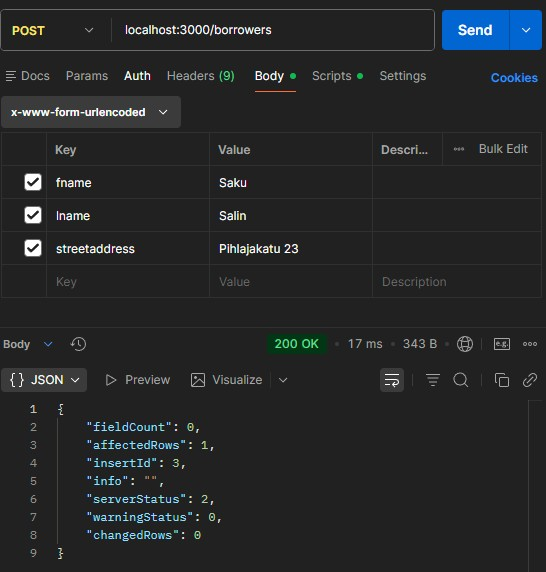 POST localhost:3000/borrowers Send
Docs Params Auth Headers (9) Body Scripts Settings Cookies
x-www-form-urlencoded
Key Value Descri... Bulk Edit
fname Saku
lname Salin
streetaddress Pihlajakatu 23
Key Value Description
Body 200 OK 17 ms 343 B e.g.
{ } JSON Preview Visualize
1 {
2 "fieldCount": 0,
3 "affectedRows": 1,
4 "insertId": 3,
5 "info": "",
6 "serverStatus": 2,
7 "warningStatus": 0,
8 "changedRows": 0
9 }